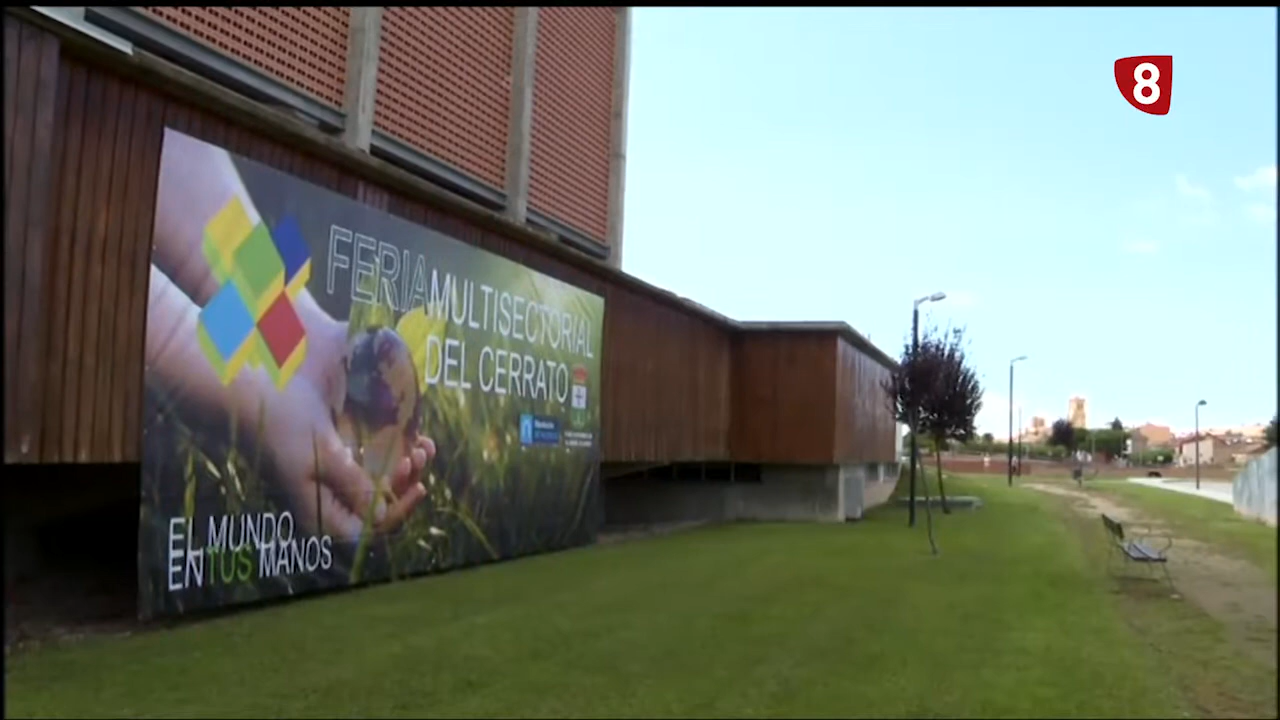 8
FERIA MULTISECTORIAL
DEL CERRATO
EL MUNDO
EN TUS MANOS